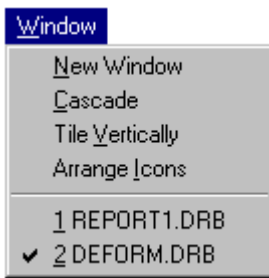 Window
New Window
Cascade
Tile Vertically
Arrange Icons
1 REPORT1.DRB
2 DEFORM.DRB